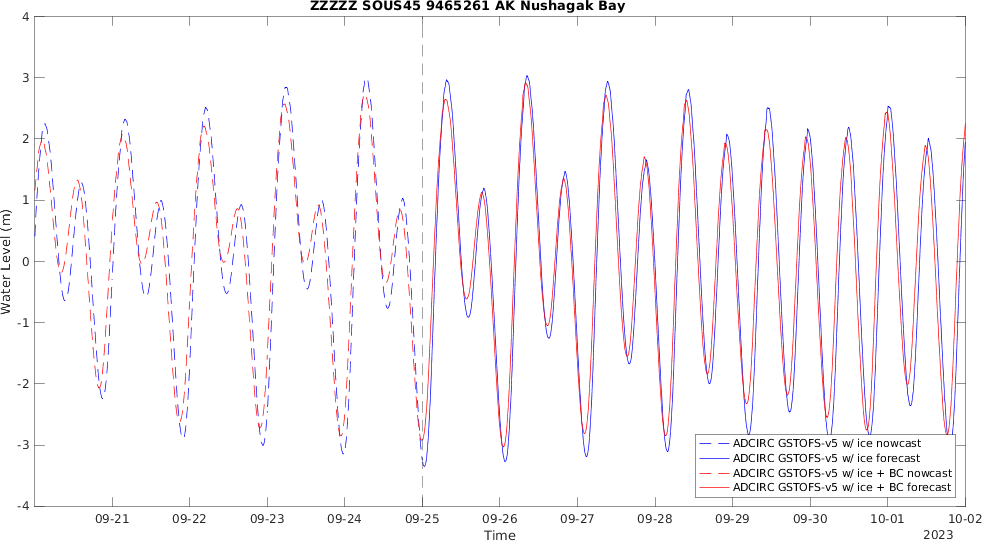 ZZZZZ SOUS45 9465261 AK Nushagak Bay
Water Level (m)
4
3
2
1
0
-1
-2
-3
-4
09-21 09-22 09-23 09-24 09-25 09-26 09-27 09-28 09-29 09-30 10-01 10-02
Time
2023
ADCIRC GSTOFS-v5 w/ ice nowcast
ADCIRC GSTOFS-v5 w/ ice forecast
ADCIRC GSTOFS-v5 w/ ice + BC nowcast
ADCIRC GSTOFS-v5 w/ ice + BC forecast